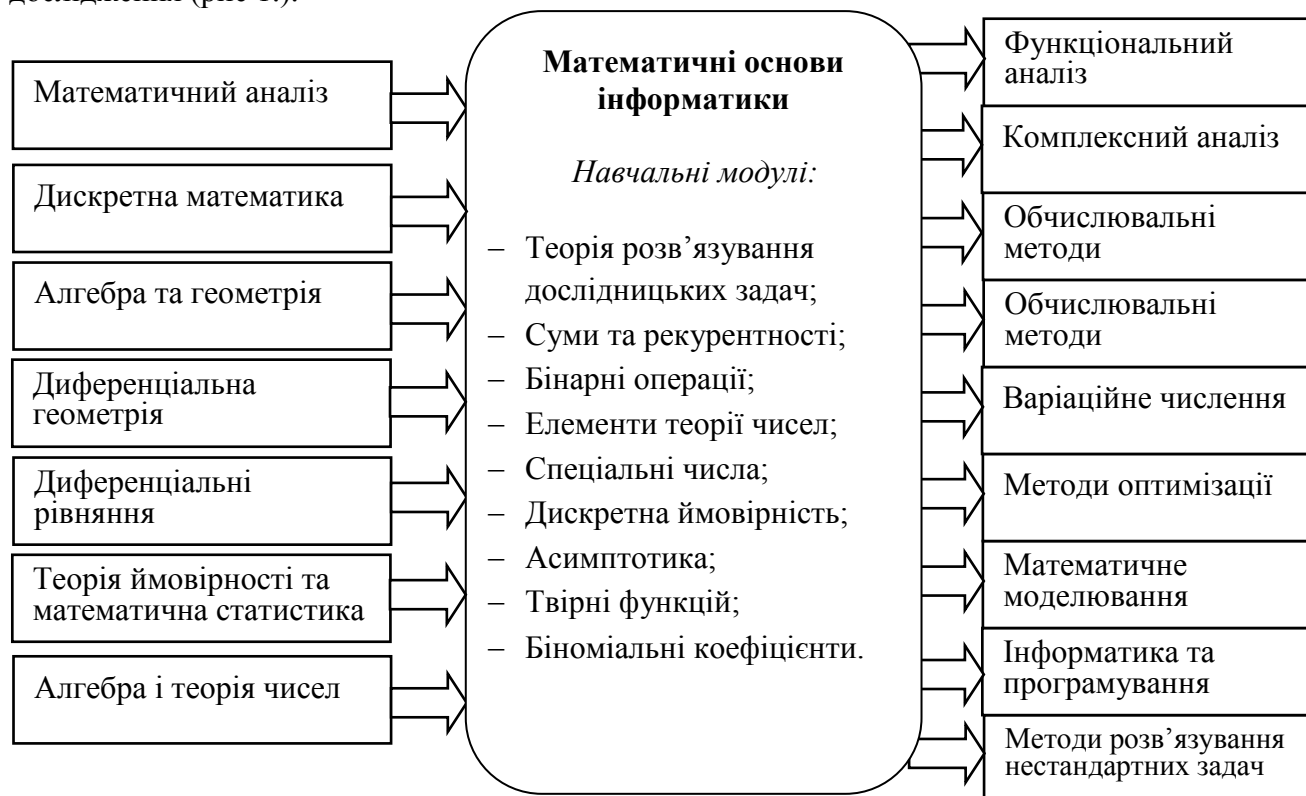 дослідження (рис 1.).
Математичний аналіз
Дискретна математика
Алгебра та геометрія
Диференціальна
геометрія
Диференціальні
рівняння
Теорія ймовірності та
математична статистика
Алгебра і теорія чисел
Математичні основи
інформатики
Навчальні модулі:
– Теорія розв’язування
дослідницьких задач;
– Суми та рекурентності;
– Бінарні операції;
– Елементи теорії чисел;
– Спеціальні числа;
– Дискретна ймовірність;
– Асимптотика;
– Твірні функцій;
– Біноміальні коефіцієнти.
Функціональний
аналіз
Комплексний аналіз
Обчислювальні
методи
Обчислювальні
методи
Варіаційне числення
Методи оптимізації
Математичне
моделювання
Інформатика та
програмування
Методи розв’язування
нестандартних задач